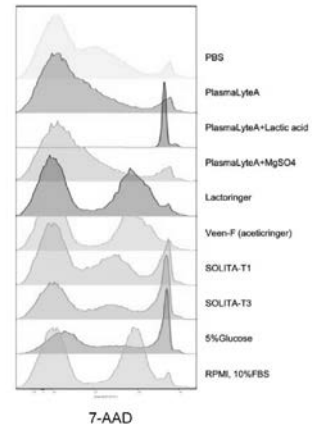 PBS
PlasmaLyteA
PlasmaLyteA+Lactic acid
PlasmaLyteA+MgSO4
Lactoringer
Veen-F (aceticringer)
SOLITA-T1
SOLITA-T3
5%Glucose
RPMI, 10%FBS
7-AAD